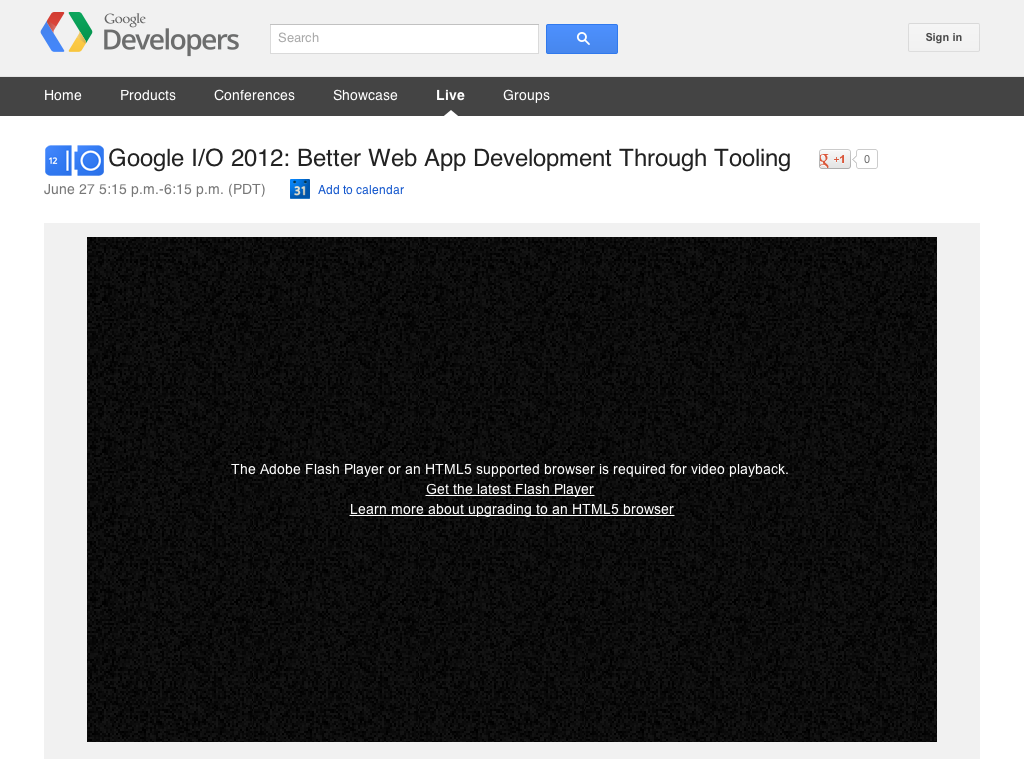 Google
Developers
Search
Sign in
Home Products Conferences Showcase Live Groups
12 Google I/O 2012: Better Web App Development Through Tooling g +1 0
June 27 5:15 p.m.-6:15 p.m. (PDT) 31 Add to calendar
The Adobe Flash Player or an HTML5 supported browser is required for video playback.
Get the latest Flash Player
Learn more about upgrading to an HTML5 browser